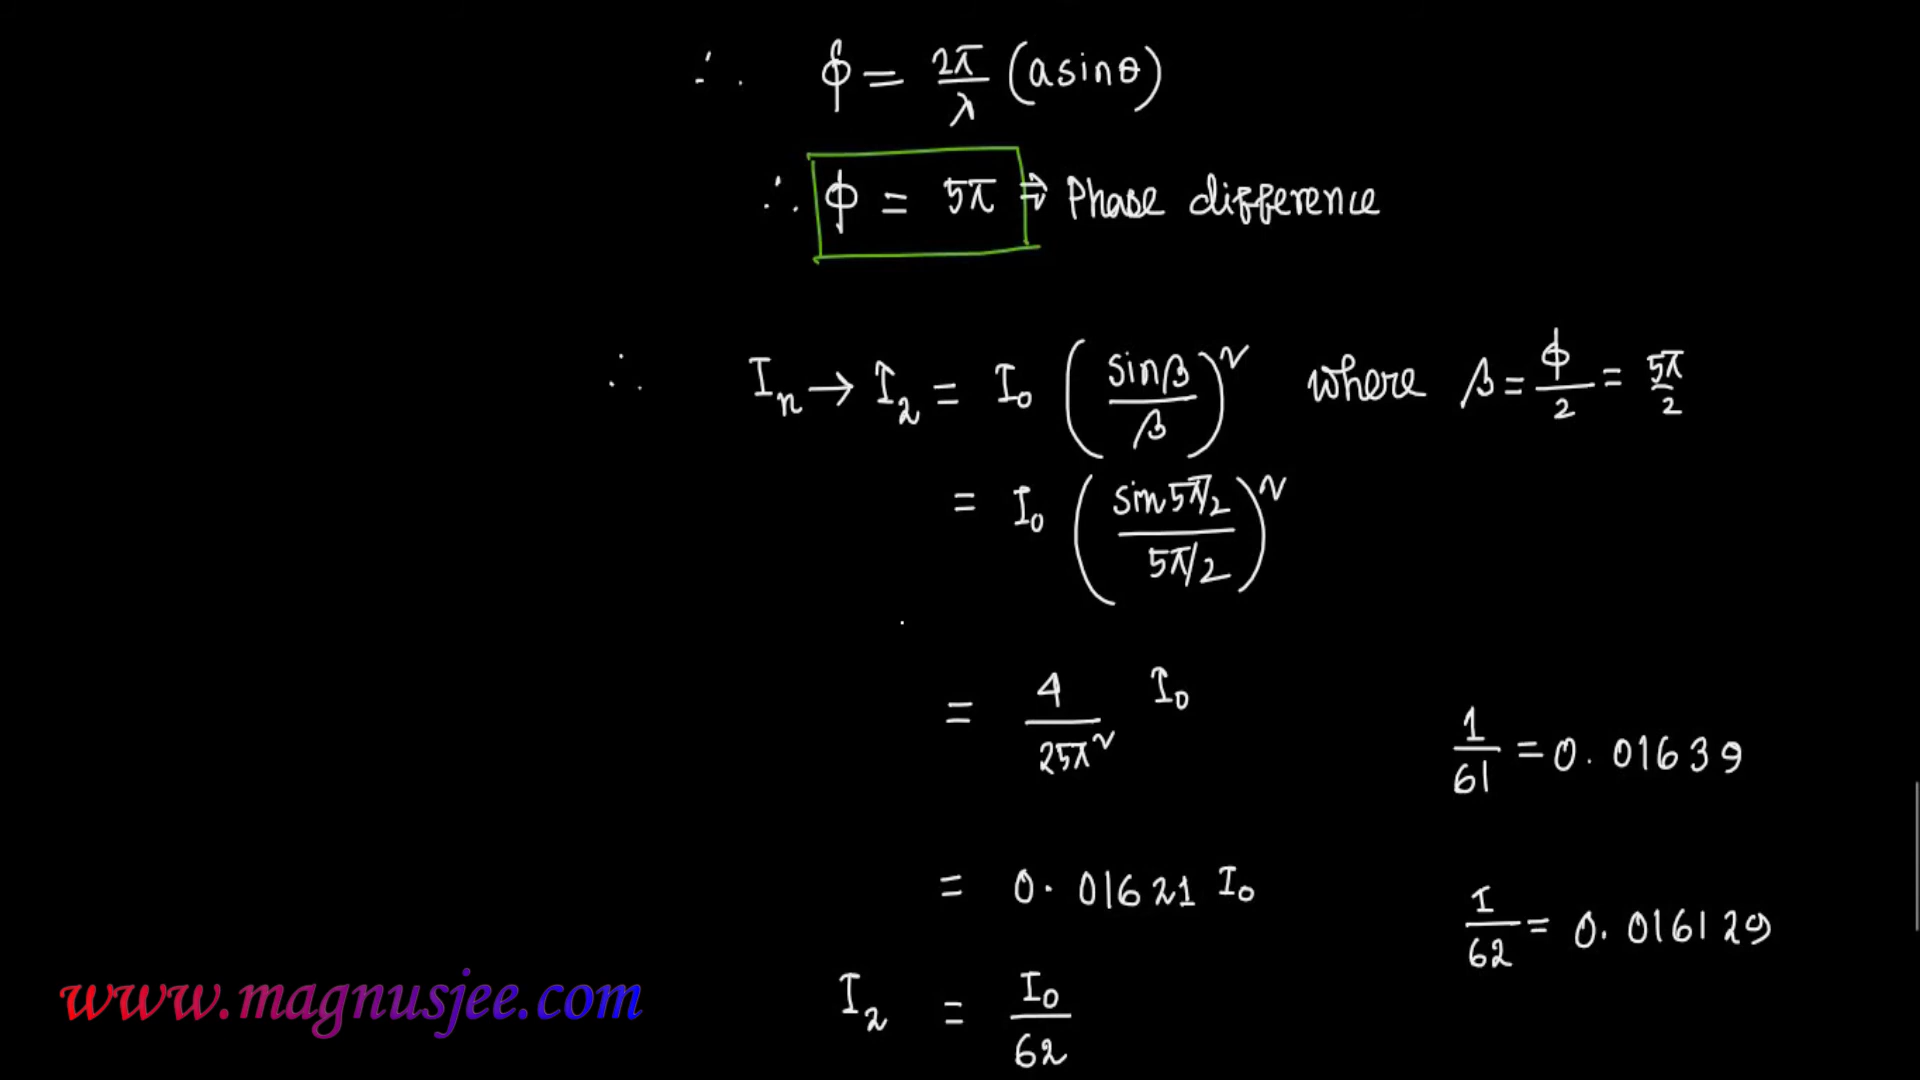 ∴ ϕ = 2π/λ (asinθ)
∴ ϕ = 5π ⇒ Phase difference
∴ Iₙ → I₂ = I₀ (sinβ/β)² where β = ϕ/2 = 5π/2
= I₀ (sin5π/2 / 5π/2)²
= 4/25π² I₀
1/61 = 0.01639
= 0.01621 I₀
I/62 = 0.016129
I₂ = I₀/62
www.magnusjee.com